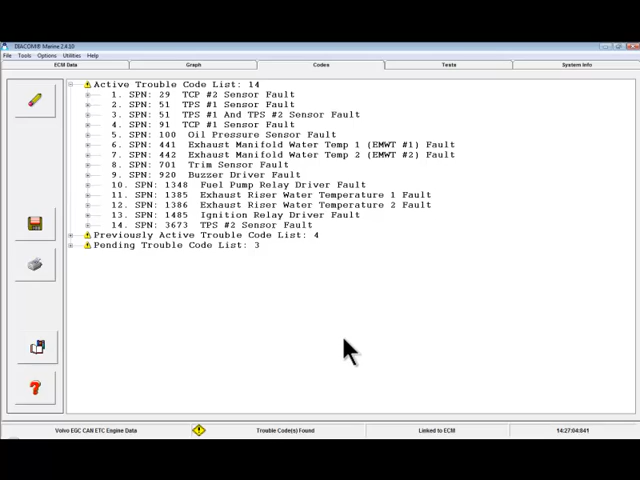 DIACOM® Marine 2.4.10
File Tools Options Utilities Help
ECM Data Graph Codes Tests System Info
Active Trouble Code List: 14
1. SPN: 29 TCP #2 Sensor Fault
2. SPN: 51 TPS #1 Sensor Fault
3. SPN: 51 TPS #1 And TPS #2 Sensor Fault
4. SPN: 91 TCP #1 Sensor Fault
5. SPN: 100 Oil Pressure Sensor Fault
6. SPN: 441 Exhaust Manifold Water Temp 1 (EMWT #1) Fault
7. SPN: 442 Exhaust Manifold Water Temp 2 (EMWT #2) Fault
8. SPN: 701 Trim Sensor Fault
9. SPN: 920 Buzzer Driver Fault
10. SPN: 1348 Fuel Pump Relay Driver Fault
11. SPN: 1385 Exhaust Riser Water Temperature 1 Fault
12. SPN: 1386 Exhaust Riser Water Temperature 2 Fault
13. SPN: 1485 Ignition Relay Driver Fault
14. SPN: 3673 TPS #2 Sensor Fault
Previously Active Trouble Code List: 4
Pending Trouble Code List: 3
Volvo EGC CAN ETC Engine Data Trouble Code(s) Found Linked to ECM 14:27:04:841